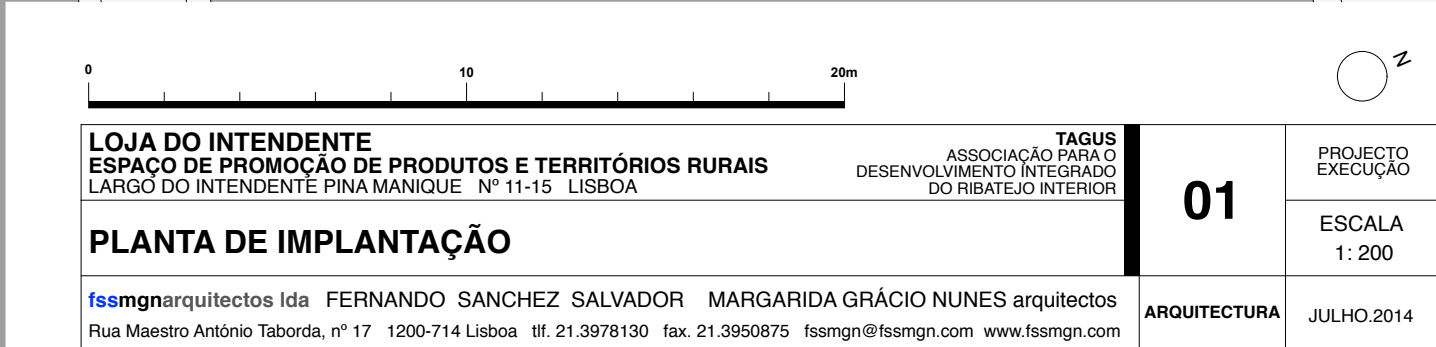 0 10 20m
N
LOJA DO INTENDENTE
ESPAÇO DE PROMOÇÃO DE PRODUTOS E TERRITÓRIOS RURAIS
LARGO DO INTENDENTE PINA MANIQUE Nº 11-15 LISBOA
TAGUS
ASSOCIAÇÃO PARA O
DESENVOLVIMENTO INTEGRADO
DO RIBATEJO INTERIOR
PLANTA DE IMPLANTAÇÃO
01
PROJECTO
EXECUÇÃO
ESCALA
1: 200
fssmgnarquitectos lda FERNANDO SANCHEZ SALVADOR MARGARIDA GRÁCIO NUNES arquitectos
Rua Maestro António Taborda, nº 17 1200-714 Lisboa tlf. 21.3978130 fax. 21.3950875 fssmgn@fssmgn.com www.fssmgn.com
ARQUITECTURA
JULHO.2014